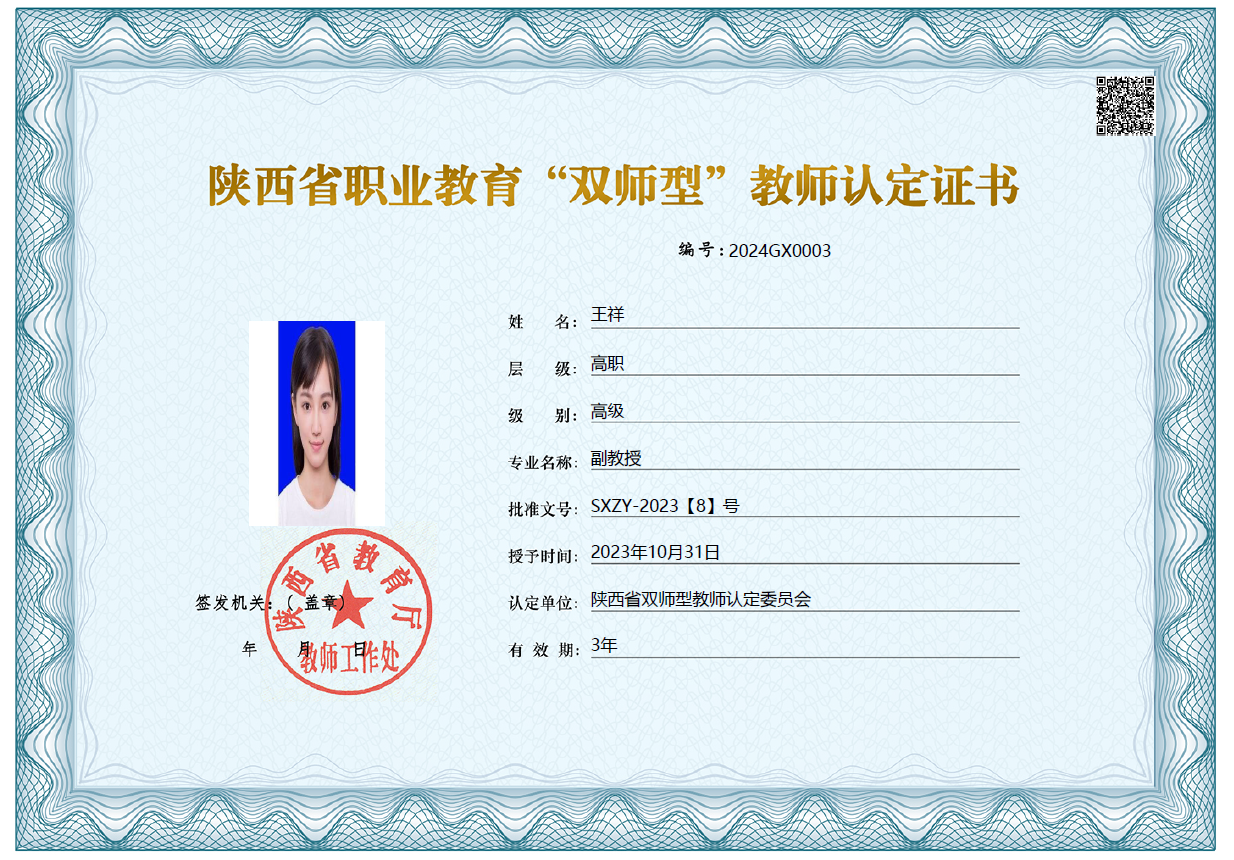 陕西省职业教育“双师型”教师认定证书
编号:2024GX0003
姓 名: 王祥
层 级: 高职
级 别: 高级
专业名称: 副教授
批准文号: SXZY-2023【8】号
授予时间: 2023年10月31日
认定单位: 陕西省双师型教师认定委员会
有 效 期: 3年
陕西省教育厅
签发机关:( 盖章)
年 月 日
教师工作处